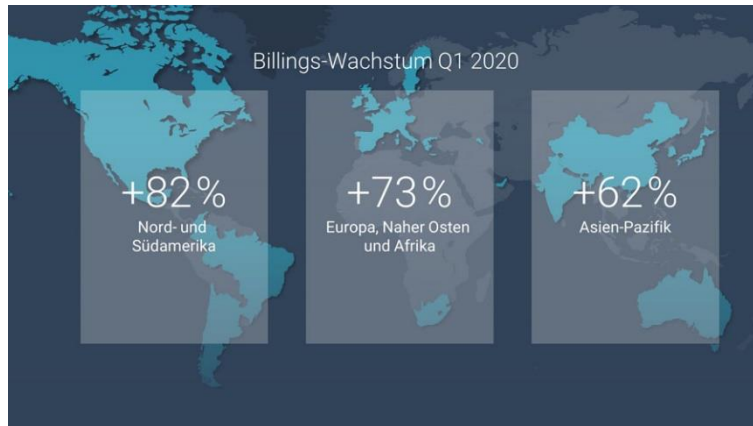 Billings-Wachstum Q1 2020
+82%
Nord- und
Südamerika
+73%
Europa, Naher Osten
und Afrika
+62%
Asien-Pazifik